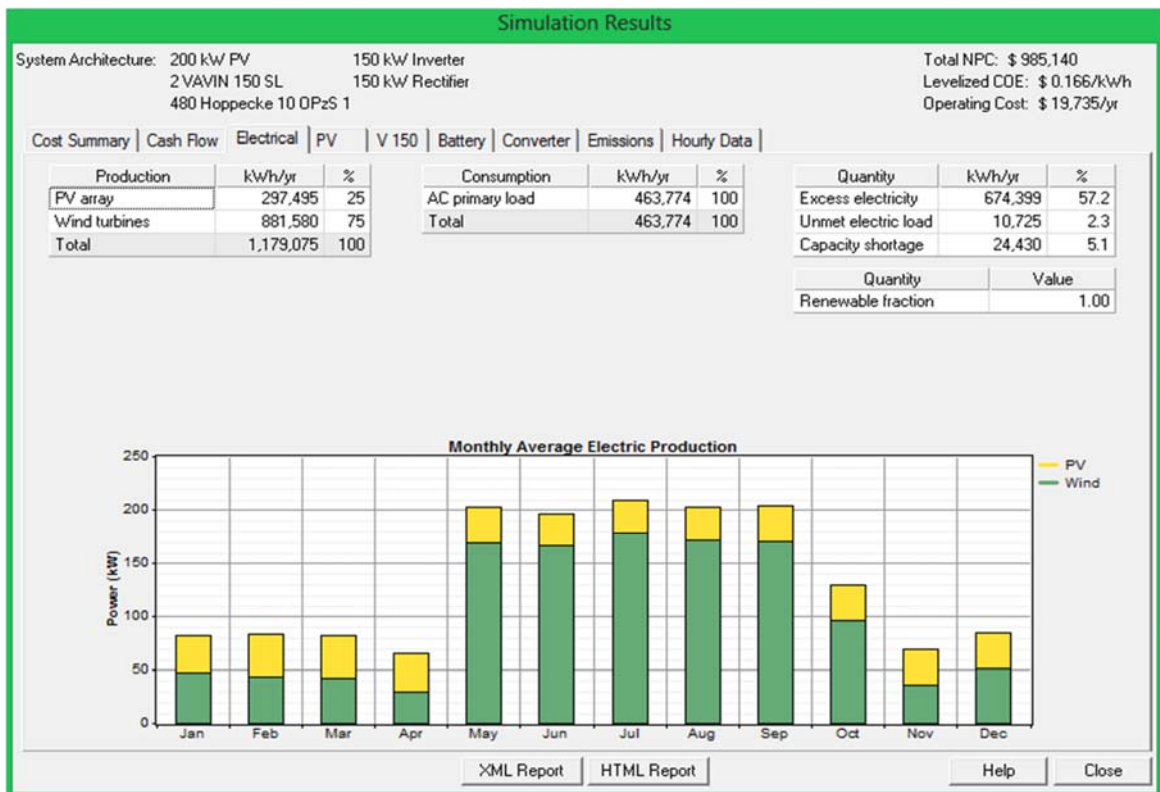 Simulation Results
System Architecture: 200 kW PV 150 kW Inverter
2 VAVIN 150 SL 150 kW Rectifier
480 Hoppecke 10 OPzS 1
Total NPC: $ 985,140
Levelized COE: $ 0.166/kWh
Operating Cost: $ 19,735/yr
Cost Summary Cash Flow Electrical PV V 150 Battery Converter Emissions Hourly Data
Production kWh/yr %
PV array 297,495 25
Wind turbines 881,580 75
Total 1,179,075 100
Consumption kWh/yr %
AC primary load 463,774 100
Total 463,774 100
Quantity kWh/yr %
Excess electricity 674,399 57.2
Unmet electric load 10,725 2.3
Capacity shortage 24,430 5.1
Quantity Value
Renewable fraction 1.00
Monthly Average Electric Production
PV
Wind
Power (kW)
250
200
150
100
50
0
Jan Feb Mar Apr May Jun Jul Aug Sep Oct Nov Dec
XML Report HTML Report Help Close